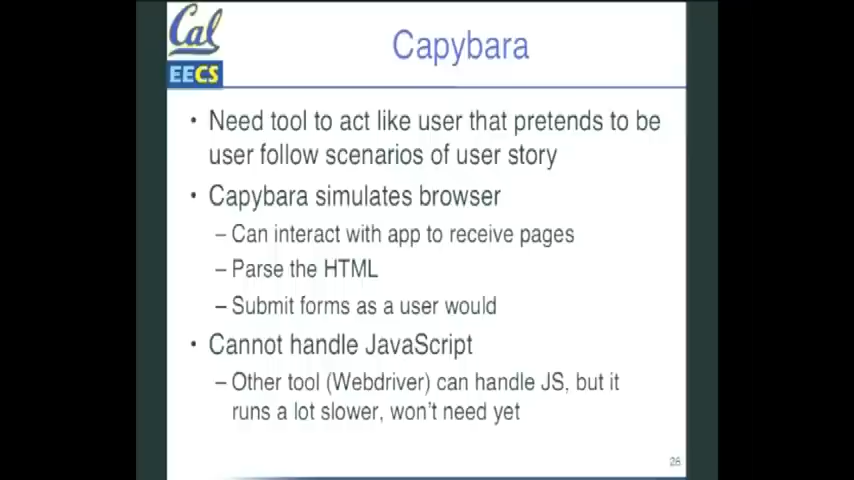 Cal
EECS
Capybara
• Need tool to act like user that pretends to be
user follow scenarios of user story
• Capybara simulates browser
– Can interact with app to receive pages
– Parse the HTML
– Submit forms as a user would
• Cannot handle JavaScript
– Other tool (Webdriver) can handle JS, but it
runs a lot slower, won't need yet
26